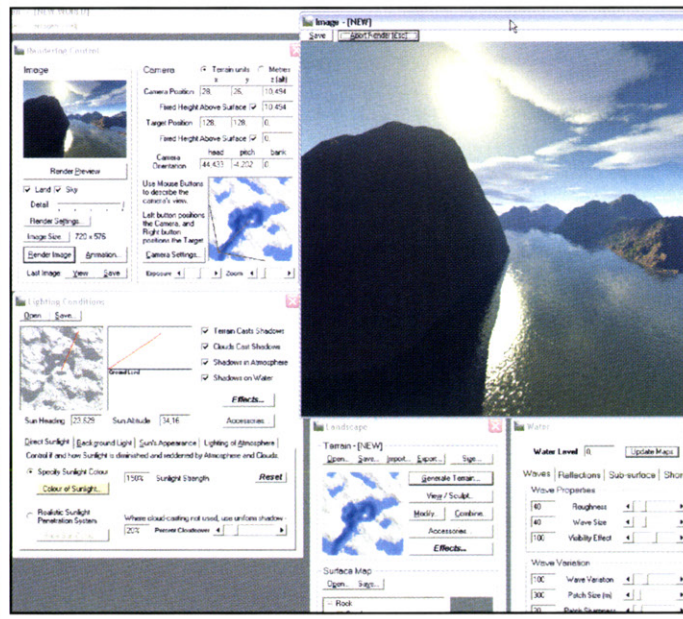 Image - [NEW]
Save Abort Render [Esc]
Rendering Control
Image
Render Preview
Land Sky
Detail
Render Settings...
Image Size 720 x 576
Render Image Animation...
Last Image View Save
Camera Terrain units Metres
x y z (alt)
Camera Position 28, 26, 10.494
Fixed Height Above Surface 10.494
Target Position 128, 128, 0,
Fixed Height Above Surface 0,
head pitch bank
Camera Orientation 44.433 -4.202 0
Use Mouse Buttons
to describe the
camera's view.
Left button positions
the Camera, and
Right button
positions the Target
Camera Settings...
Exposure Zoom
Lighting Conditions
Open Save...
Ground Level
Terrain Casts Shadows
Clouds Cast Shadows
Shadows in Atmosphere
Shadows on Water
Effects...
Sun Heading 23.629 Sun Altitude 34.16 Accessories
Direct Sunlight Background Light Sun's Appearance Lighting of Atmosphere
Control if and how Sunlight is diminished and reddened by Atmosphere and Clouds.
Specify Sunlight Colour
Colour of Sunlight...
150% Sunlight Strength Reset
Realistic Sunlight
Penetration System
Where cloud-casting not used, use uniform shadow -
20% Percent Cloudcover
Landscape
Terrain - [NEW]
Open... Save... Import... Export... Size...
Generate Terrain...
View / Sculpt...
Modify... Combine...
Accessories
Effects...
Surface Map
Open... Save...
Rock
Water
Water Level 0, Update Maps
Waves Reflections Sub-surface Shor
Wave Properties
40 Roughness
40 Wave Size
100 Visibility Effect
Wave Variation
100 Wave Variation
300 Patch Size (m)
20 Patch Sharpness